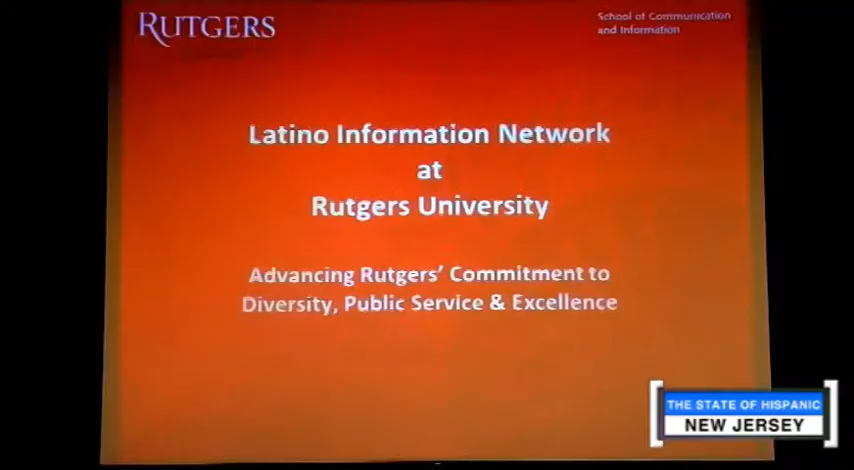 RUTGERS
School of Communication
and Information
Latino Information Network
at
Rutgers University
Advancing Rutgers' Commitment to
Diversity, Public Service & Excellence
THE STATE OF HISPANIC
NEW JERSEY